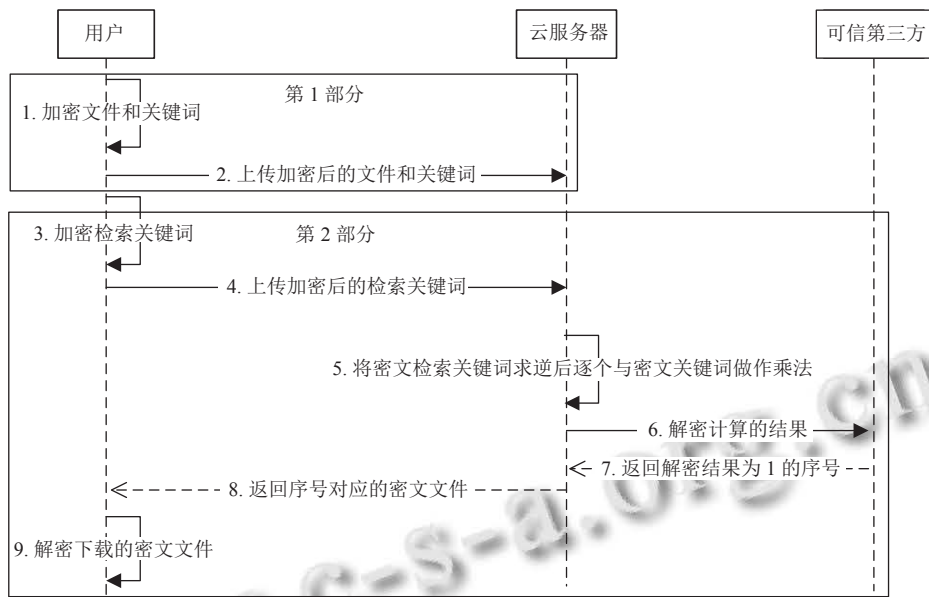 用户
云服务器
可信第三方
第 1 部分
1. 加密文件和关键词
2. 上传加密后的文件和关键词
3. 加密检索关键词
第 2 部分
4. 上传加密后的检索关键词
5. 将密文检索关键词求逆后逐个与密文关键词做作乘法
6. 解密计算的结果
7. 返回解密结果为 1 的序号
8. 返回序号对应的密文文件
9. 解密下载的密文文件
c-s-a.org.cn